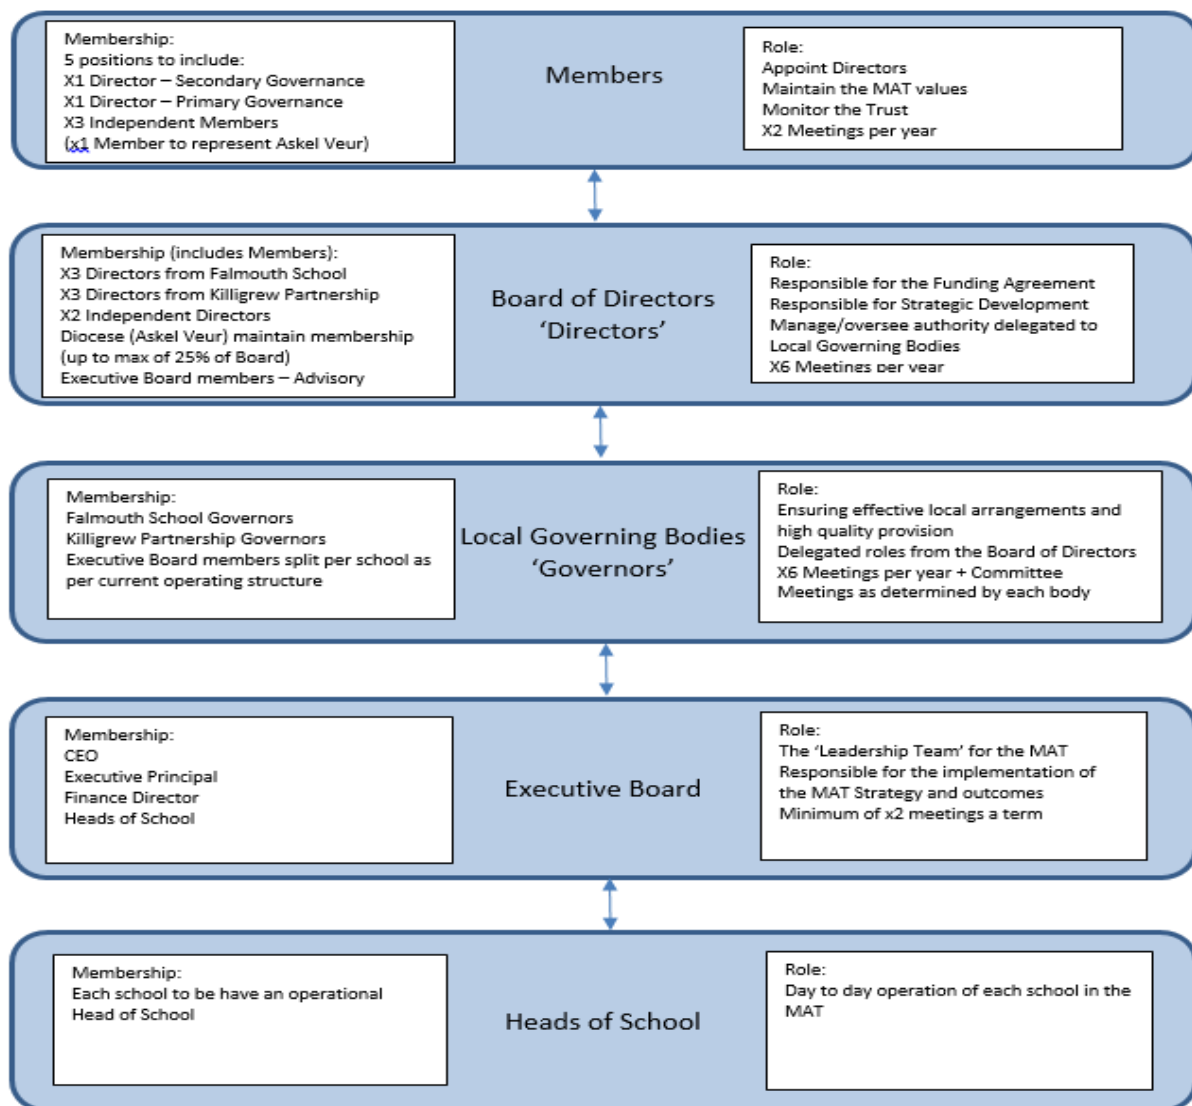 Membership:
5 positions to include:
X1 Director – Secondary Governance
X1 Director – Primary Governance
X3 Independent Members
(x1 Member to represent Askel Veur)
Members
Role:
Appoint Directors
Maintain the MAT values
Monitor the Trust
X2 Meetings per year
Membership (includes Members):
X3 Directors from Falmouth School
X3 Directors from Killigrew Partnership
X2 Independent Directors
Diocese (Askel Veur) maintain membership
(up to max of 25% of Board)
Executive Board members – Advisory
Board of Directors
‘Directors’
Role:
Responsible for the Funding Agreement
Responsible for Strategic Development
Manage/oversee authority delegated to
Local Governing Bodies
X6 Meetings per year
Membership:
Falmouth School Governors
Killigrew Partnership Governors
Executive Board members split per school as
per current operating structure
Local Governing Bodies
‘Governors’
Role:
Ensuring effective local arrangements and
high quality provision
Delegated roles from the Board of Directors
X6 Meetings per year + Committee
Meetings as determined by each body
Membership:
CEO
Executive Principal
Finance Director
Heads of School
Executive Board
Role:
The ‘Leadership Team’ for the MAT
Responsible for the implementation of
the MAT Strategy and outcomes
Minimum of x2 meetings a term
Membership:
Each school to be have an operational
Head of School
Heads of School
Role:
Day to day operation of each school in the
MAT